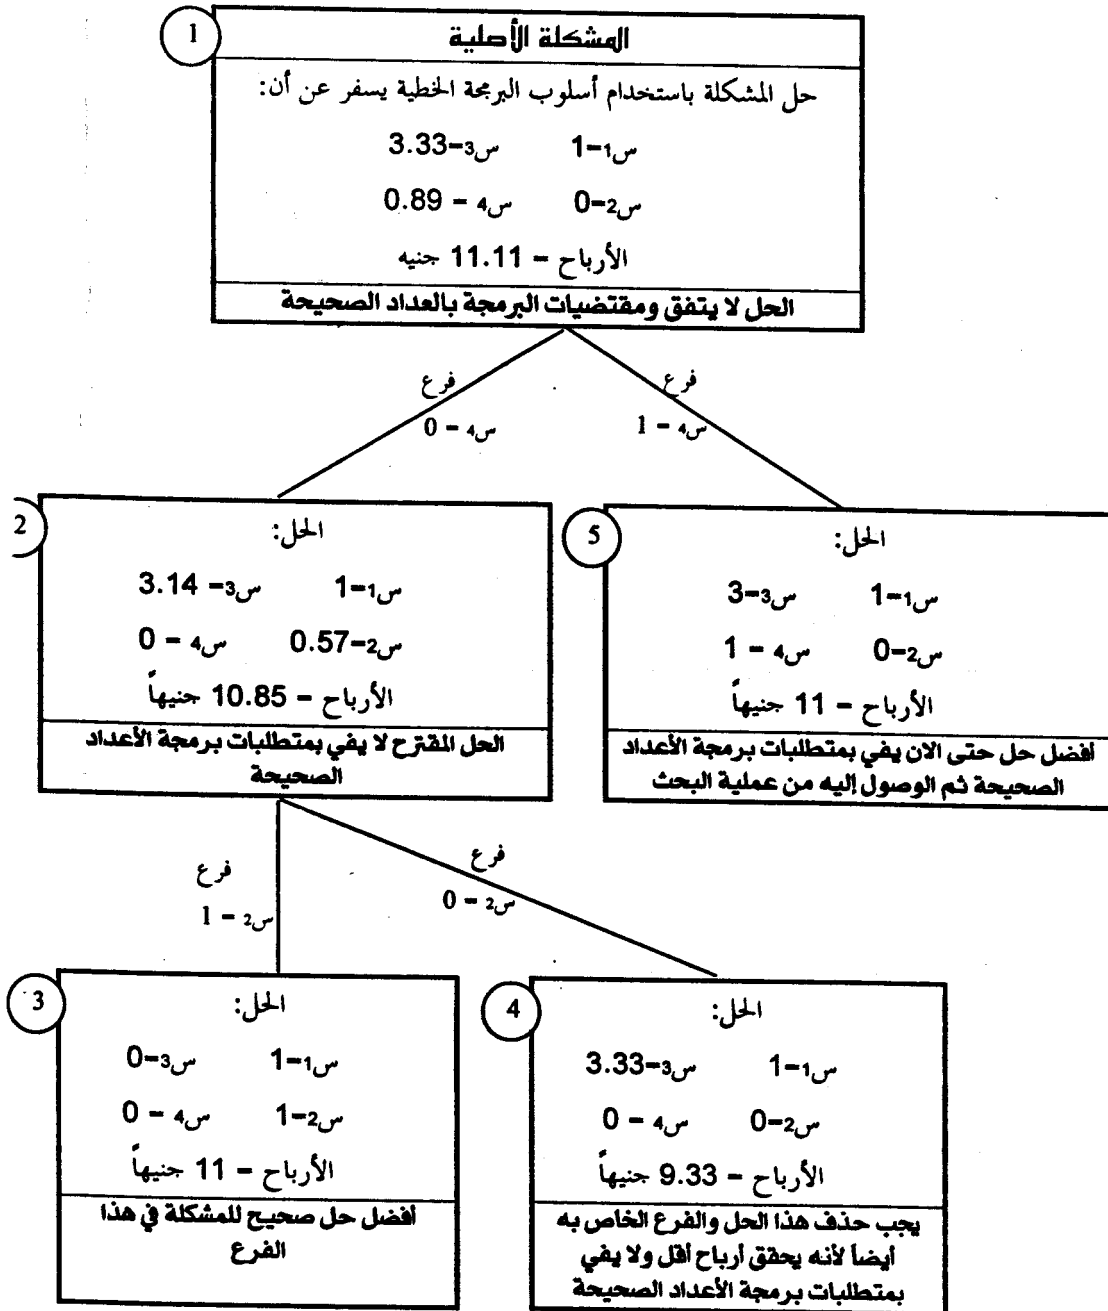 1
المشكلة الأصلية
حل المشكلة باستخدام أسلوب البرمجة الخطية يسفر عن أن:
س1=1 س3=3.33
س2=0 س4 = 0.89
الأرباح = 11.11 جنيه
الحل لا يتفق ومقتضيات البرمجة بالعداد الصحيحة
فرع
س4 = 1
فرع
س4 = 0
5
الحل:
س1=1 س3=3
س2=0 س4 = 1
الأرباح = 11 جنيهاً
أفضل حل حتى الان يفي بمتطلبات برمجة الأعداد
الصحيحة ثم الوصول إليه من عملية البحث
2
الحل:
س1=1 س3= 3.14
س2=0.57 س4 = 0
الأرباح = 10.85 جنيهاً
الحل المقترح لا يفي بمتطلبات برمجة الأعداد
الصحيحة
فرع
س2 = 0
فرع
س2 = 1
4
الحل:
س1=1 س3=3.33
س2=0 س4 = 0
الأرباح = 9.33 جنيهاً
يجب حذف هذا الحل والفرع الخاص به
أيضاً لأنه يحقق أرباح أقل ولا يفي
بمتطلبات برمجة الأعداد الصحيحة
3
الحل:
س1=1 س3=0
س2=1 س4 = 0
الأرباح = 11 جنيهاً
أفضل حل صحيح للمشكلة في هذا
الفرع